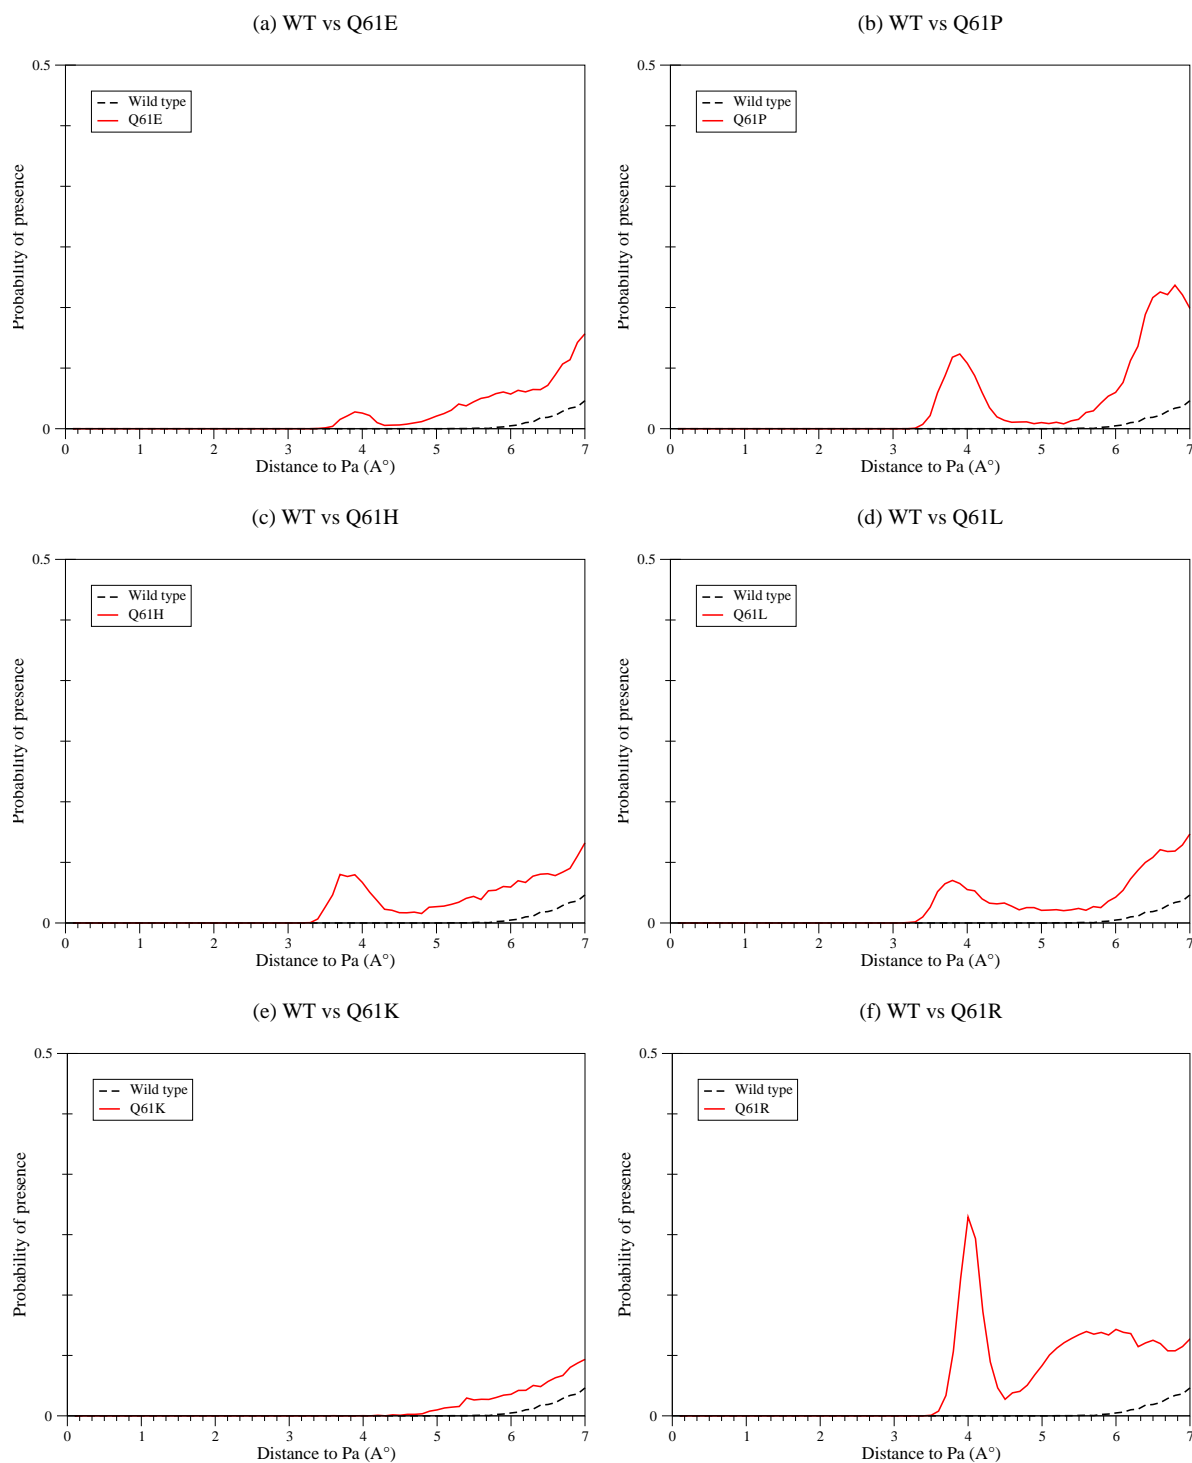 (a) WT vs Q61E
0.5
Wild type
Q61E
Probability of presence
0
0 1 2 3 4 5 6 7
Distance to Pa (A°)
(b) WT vs Q61P
0.5
Wild type
Q61P
Probability of presence
0
0 1 2 3 4 5 6 7
Distance to Pa (A°)
(c) WT vs Q61H
0.5
Wild type
Q61H
Probability of presence
0
0 1 2 3 4 5 6 7
Distance to Pa (A°)
(d) WT vs Q61L
0.5
Wild type
Q61L
Probability of presence
0
0 1 2 3 4 5 6 7
Distance to Pa (A°)
(e) WT vs Q61K
0.5
Wild type
Q61K
Probability of presence
0
0 1 2 3 4 5 6 7
Distance to Pa (A°)
(f) WT vs Q61R
0.5
Wild type
Q61R
Probability of presence
0
0 1 2 3 4 5 6 7
Distance to Pa (A°)